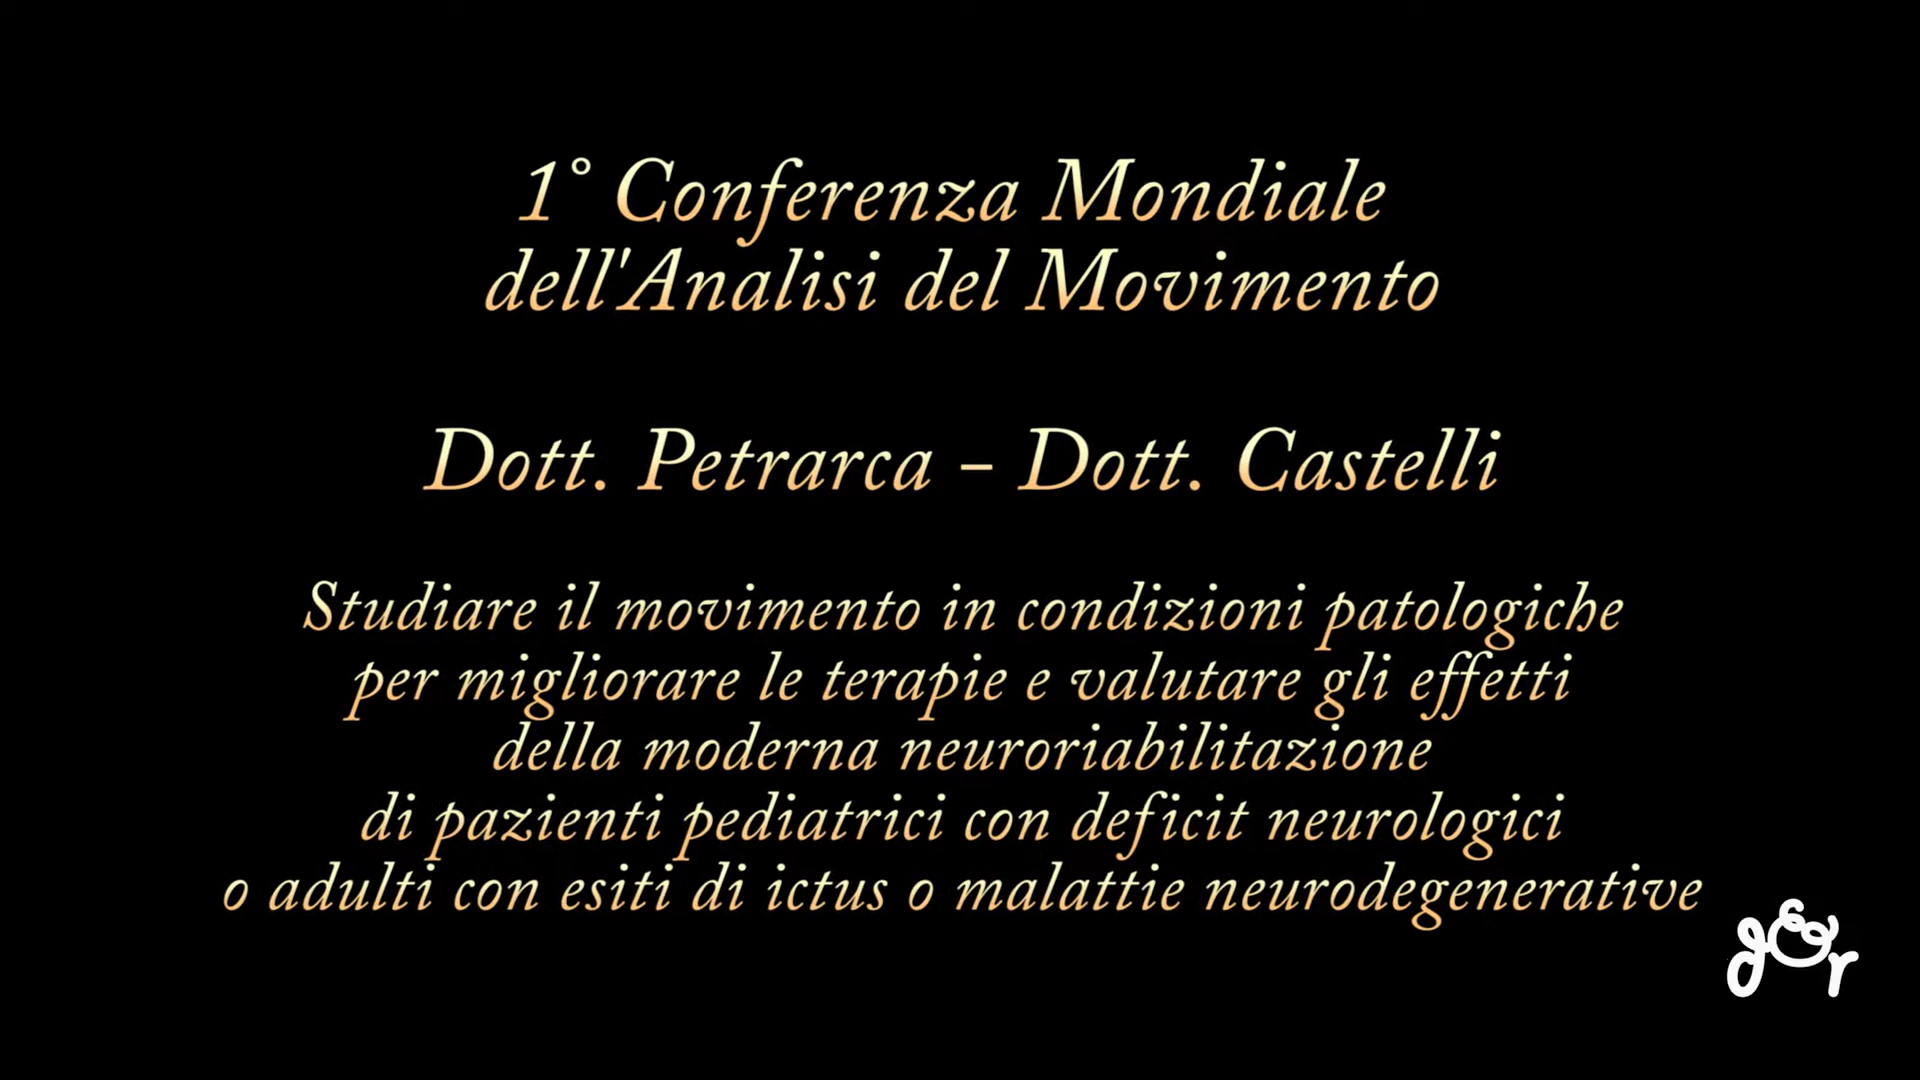 1° Conferenza Mondiale
dell'Analisi del Movimento
Dott. Petrarca - Dott. Castelli
Studiare il movimento in condizioni patologiche
per migliorare le terapie e valutare gli effetti
della moderna neuroriabilitazione
di pazienti pediatrici con deficit neurologici
o adulti con esiti di ictus o malattie neurodegenerative
g&r